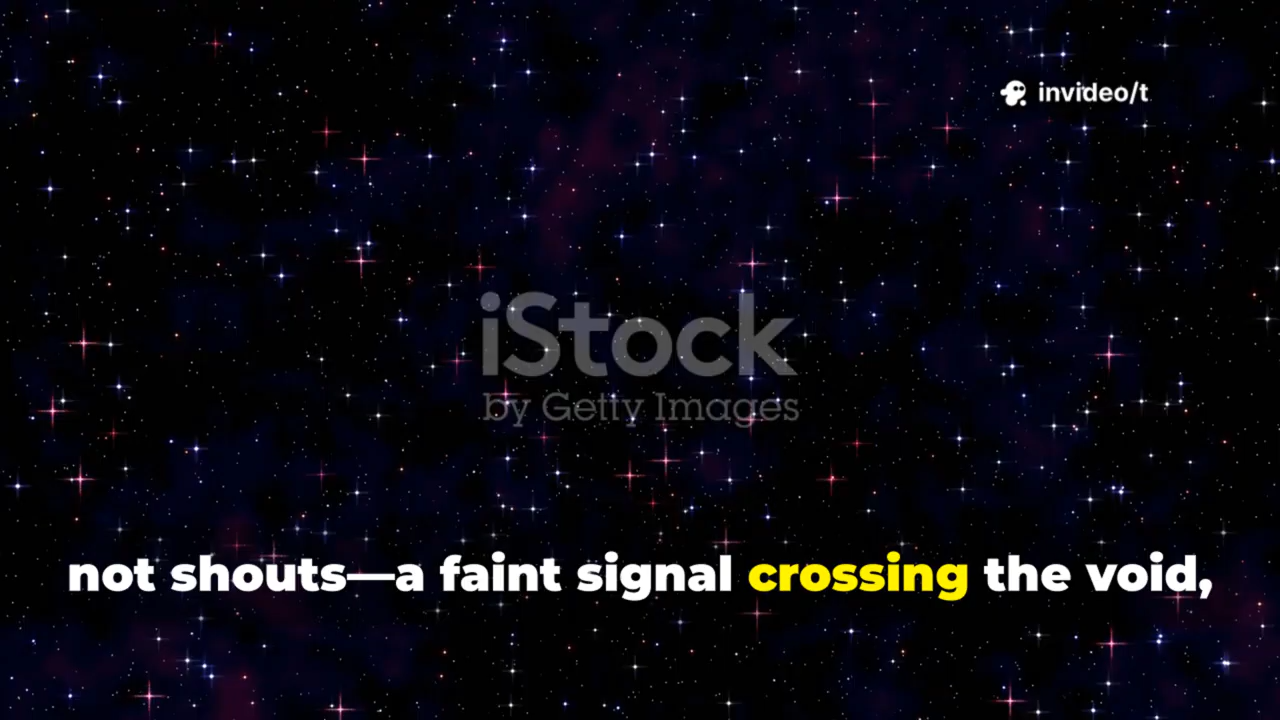 invideo/t
iStock
by Getty Images
not shouts—a faint signal crossing the void,